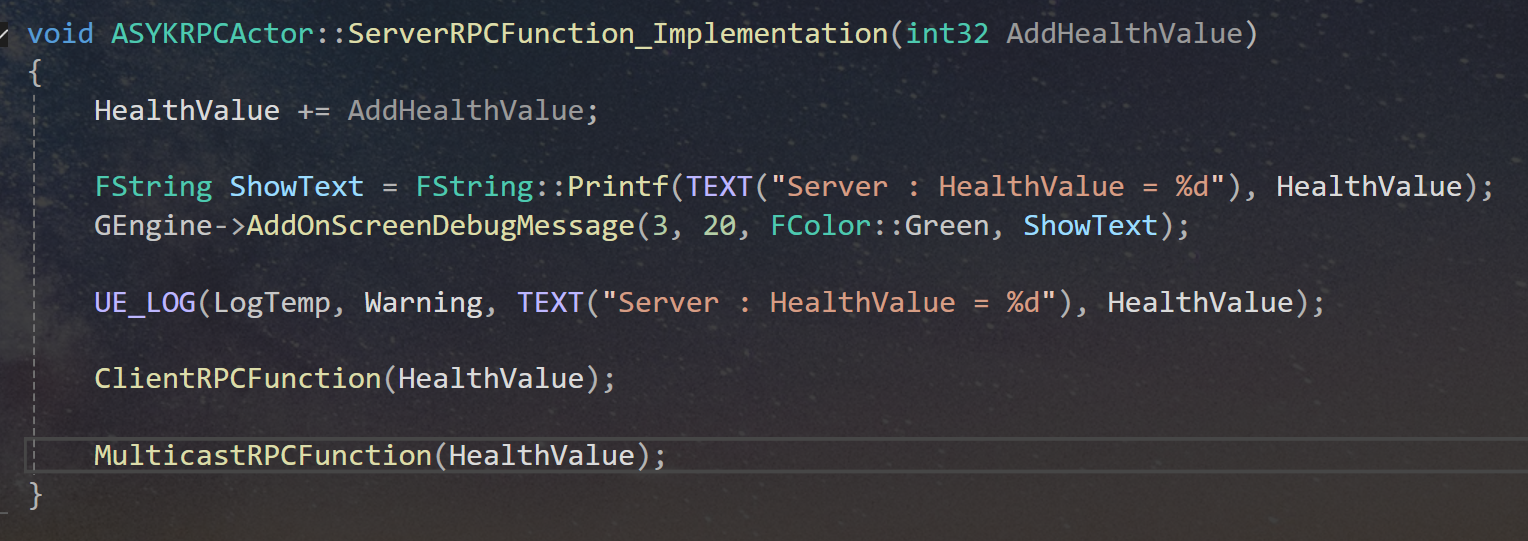 void ASYKRPCActor::ServerRPCFunction_Implementation(int32 AddHealthValue)
{
HealthValue += AddHealthValue;
FString ShowText = FString::Printf(TEXT("Server : HealthValue = %d"), HealthValue);
GEngine->AddOnScreenDebugMessage(3, 20, FColor::Green, ShowText);
UE_LOG(LogTemp, Warning, TEXT("Server : HealthValue = %d"), HealthValue);
ClientRPCFunction(HealthValue);
MulticastRPCFunction(HealthValue);
}